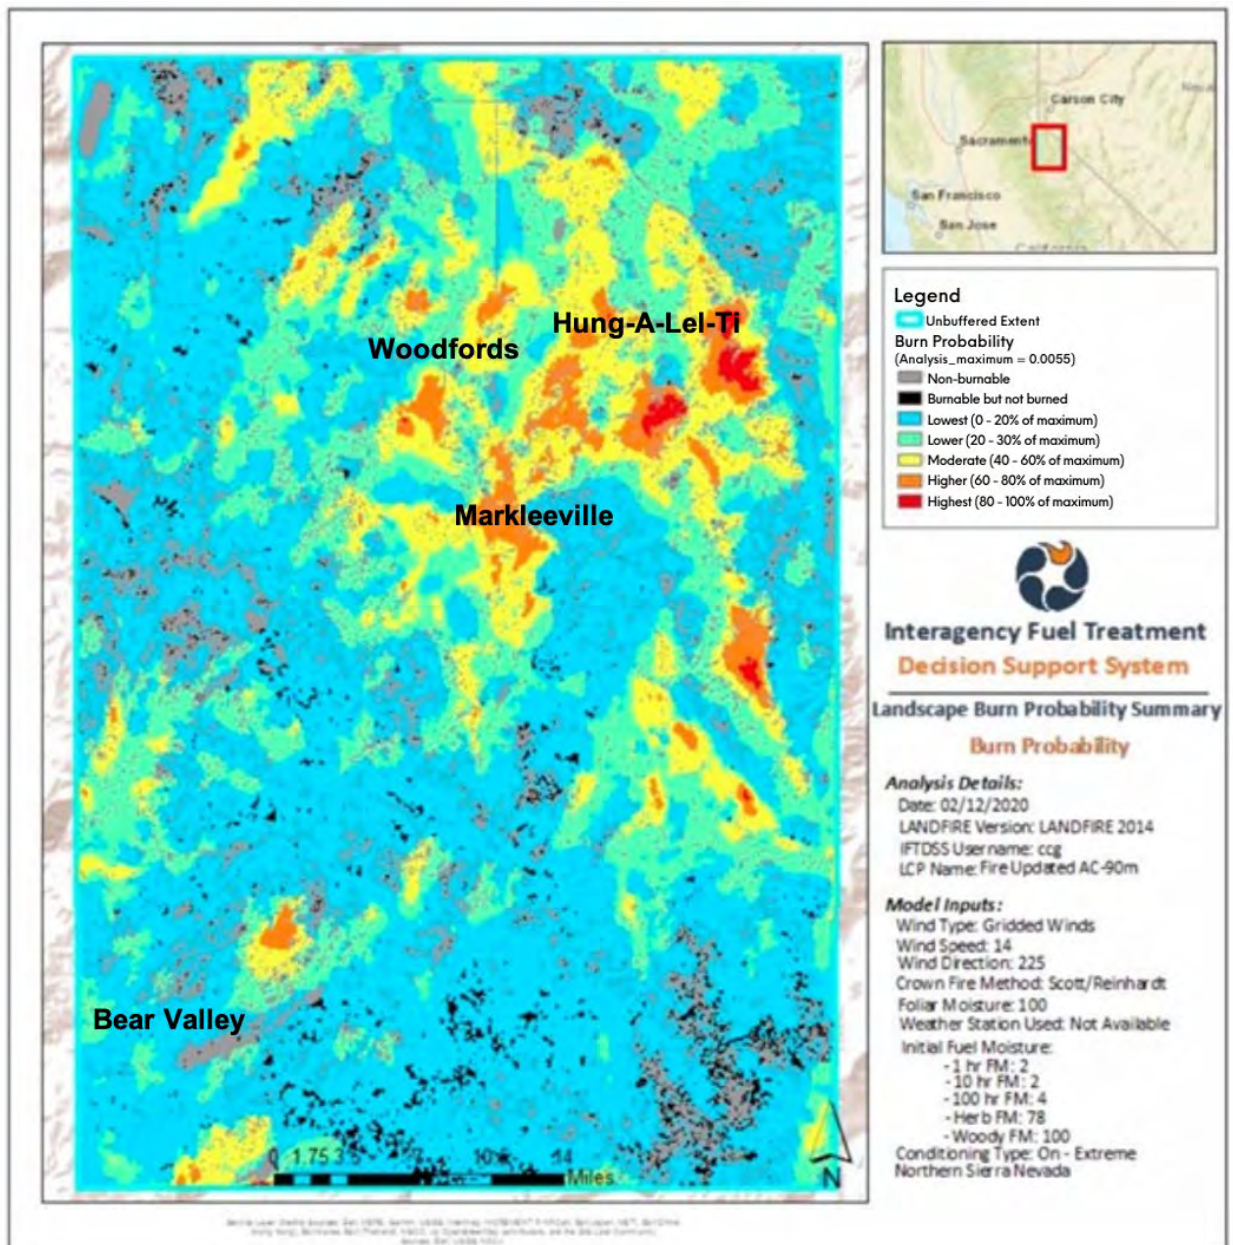 Hung-A-Lel-Ti
Woodfords
Markleeville
Bear Valley
0 1.75 3 14
Miles
N
Carson City
Sacramento
San Francisco
San Jose
California
Legend
Unbuffered Extent
Burn Probability
(Analysis_maximum = 0.0055)
Non-burnable
Burnable but not burned
Lowest (0 - 20% of maximum)
Lower (20 - 30% of maximum)
Moderate (40 - 60% of maximum)
Higher (60 - 80% of maximum)
Highest (80 - 100% of maximum)
Interagency Fuel Treatment
Decision Support System
Landscape Burn Probability Summary
Burn Probability
Analysis Details:
Date: 02/12/2020
LANDFIRE Version: LANDFIRE 2014
IFTDSS Username: ccg
LCP Name: Fire Updated AC-90m
Model Inputs:
Wind Type: Gridded Winds
Wind Speed: 14
Wind Direction: 225
Crown Fire Method: Scott/Reinhardt
Foliar Moisture: 100
Weather Station Used: Not Available
Initial Fuel Moisture:
- 1 hr FM: 2
- 10 hr FM: 2
- 100 hr FM: 4
- Herb FM: 78
- Woody FM: 100
Conditioning Type: On - Extreme
Northern Sierra Nevada